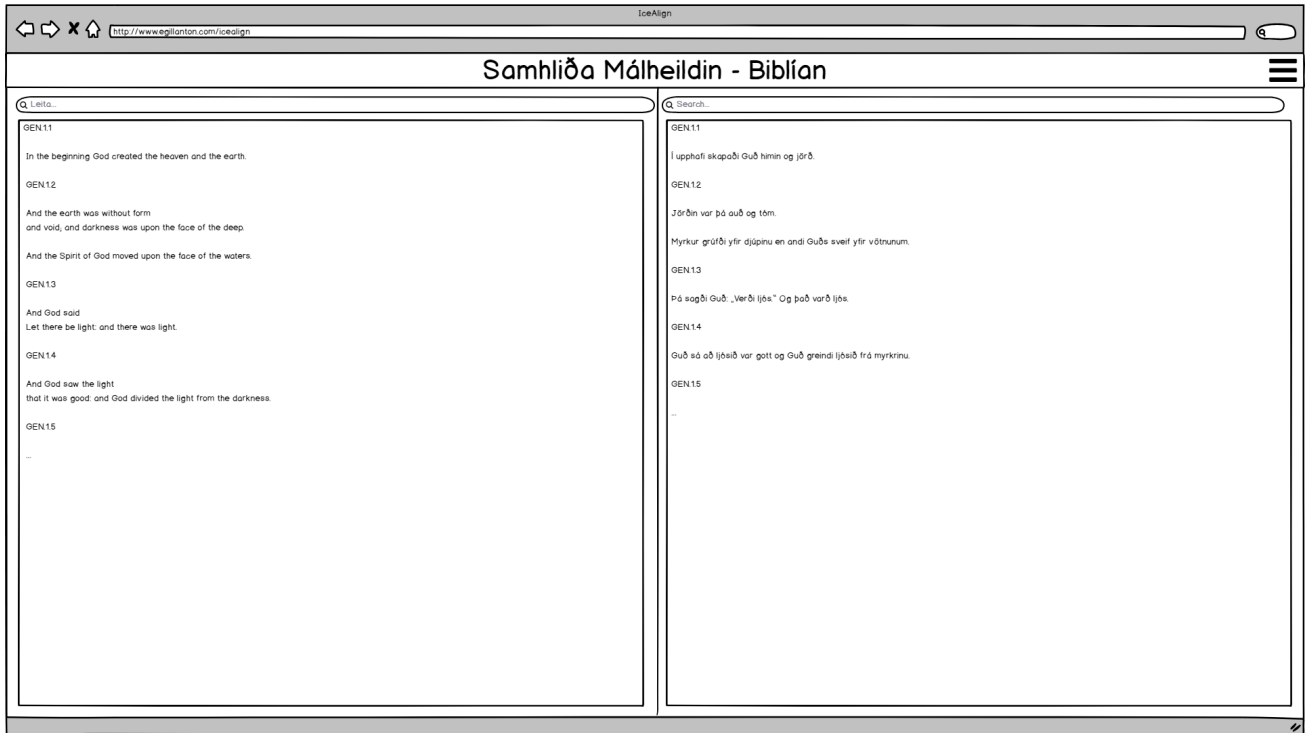 IceAlign
http://www.egillanton.com/icealign
Samhliða Málheildin - Biblían
Leita...
GEN.1.1
In the beginning God created the heaven and the earth.
GEN.1.2
And the earth was without form
and void, and darkness was upon the face of the deep.
And the Spirit of God moved upon the face of the waters.
GEN.1.3
And God said
Let there be light: and there was light.
GEN.1.4
And God saw the light
that it was good: and God divided the light from the darkness.
GEN.1.5
...
Search...
GEN.1.1
Í upphafi skapaði Guð himin og jörð.
GEN.1.2
Jörðin var þá auð og tóm.
Myrkur grúfði yfir djúpinu en andi Guðs sveif yfir vötnunum.
GEN.1.3
Þá sagði Guð: „Verði ljós.“ Og það varð ljós.
GEN.1.4
Guð sá að ljósið var gott og Guð greindi ljósið frá myrkrinu.
GEN.1.5
...